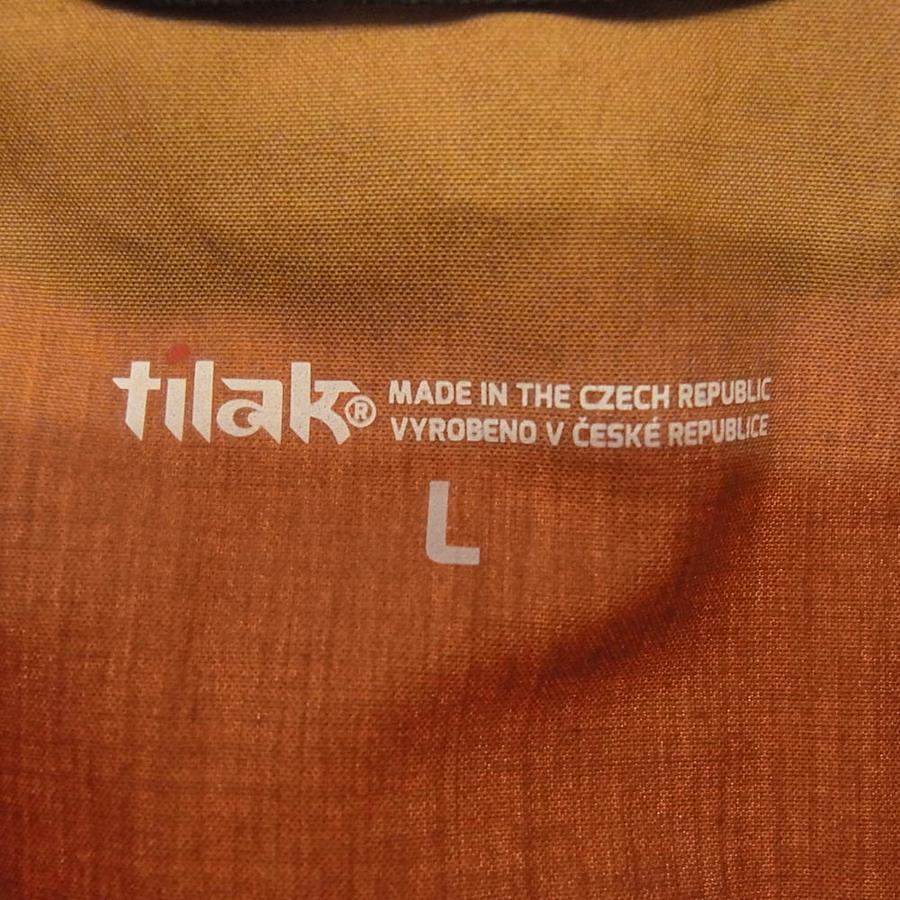 tilak® MADE IN THE CZECH REPUBLIC
VYROBENO V ČESKÉ REPUBLICE
L